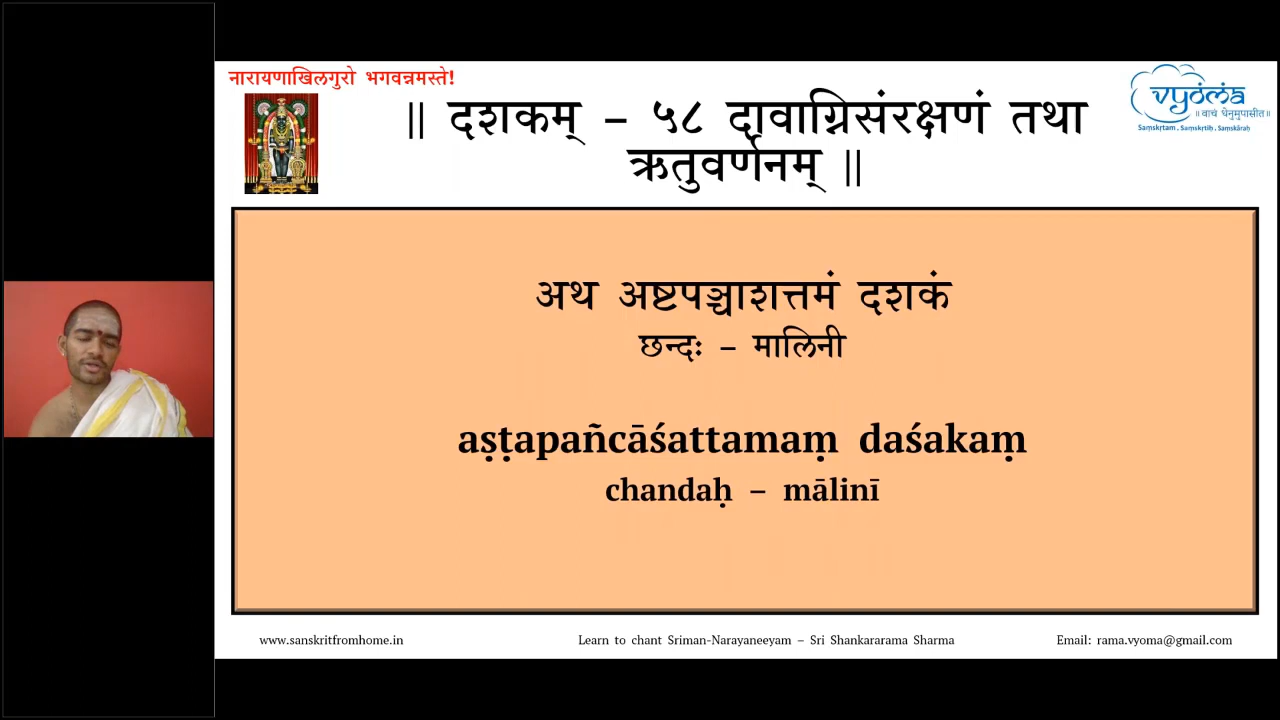 नारायणाखिलगुरो भगवन्नमस्ते!
॥ दशकम् – ५८ दावाग्निसंरक्षणं तथा
ऋतुवर्णनम् ॥
vyoma
॥ वाचं धेनुमुपासीत॥
Saṃskṛtam . Saṃskṛtiḥ . Saṃskāraḥ
अथ अष्टपञ्चाशत्तमं दशकं
छन्दः – मालिनी
aṣṭapañcāśattamaṃ daśakaṃ
chandaḥ – mālinī
www.sanskritfromhome.in
Learn to chant Sriman-Narayaneeyam – Sri Shankararama Sharma
Email: rama.vyoma@gmail.com